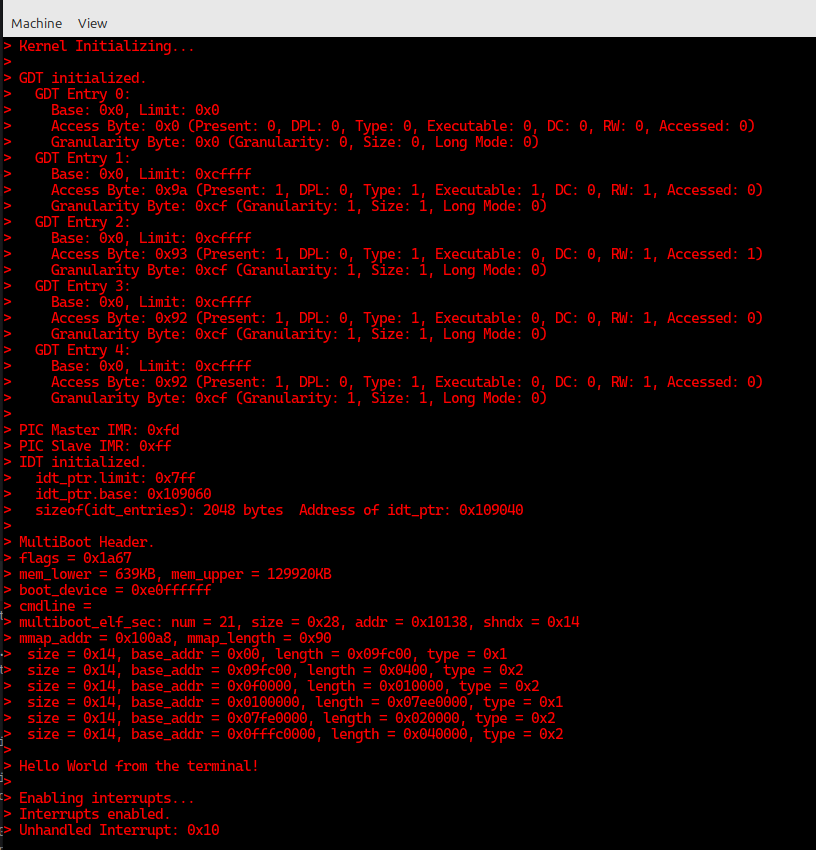 Machine View
> Kernel Initializing...
>
> GDT initialized.
>   GDT Entry 0:
>     Base: 0x0, Limit: 0x0
>     Access Byte: 0x0 (Present: 0, DPL: 0, Type: 0, Executable: 0, DC: 0, RW: 0, Accessed: 0)
>     Granularity Byte: 0x0 (Granularity: 0, Size: 0, Long Mode: 0)
>   GDT Entry 1:
>     Base: 0x0, Limit: 0xcffff
>     Access Byte: 0x9a (Present: 1, DPL: 0, Type: 1, Executable: 1, DC: 0, RW: 1, Accessed: 0)
>     Granularity Byte: 0xcf (Granularity: 1, Size: 1, Long Mode: 0)
>   GDT Entry 2:
>     Base: 0x0, Limit: 0xcffff
>     Access Byte: 0x93 (Present: 1, DPL: 0, Type: 1, Executable: 0, DC: 0, RW: 1, Accessed: 1)
>     Granularity Byte: 0xcf (Granularity: 1, Size: 1, Long Mode: 0)
>   GDT Entry 3:
>     Base: 0x0, Limit: 0xcffff
>     Access Byte: 0x92 (Present: 1, DPL: 0, Type: 1, Executable: 0, DC: 0, RW: 1, Accessed: 0)
>     Granularity Byte: 0xcf (Granularity: 1, Size: 1, Long Mode: 0)
>   GDT Entry 4:
>     Base: 0x0, Limit: 0xcffff
>     Access Byte: 0x92 (Present: 1, DPL: 0, Type: 1, Executable: 0, DC: 0, RW: 1, Accessed: 0)
>     Granularity Byte: 0xcf (Granularity: 1, Size: 1, Long Mode: 0)
>
> PIC Master IMR: 0xfd
> PIC Slave IMR: 0xff
> IDT initialized.
>   idt_ptr.limit: 0x7ff
>   idt_ptr.base: 0x109060
>   sizeof(idt_entries): 2048 bytes  Address of idt_ptr: 0x109040
>
> MultiBoot Header.
> flags = 0x1a67
> mem_lower = 639KB, mem_upper = 129920KB
> boot_device = 0xe0ffffff
> cmdline =
> multiboot_elf_sec: num = 21, size = 0x28, addr = 0x10138, shndx = 0x14
> mmap_addr = 0x100a8, mmap_length = 0x90
>  size = 0x14, base_addr = 0x00, length = 0x09fc00, type = 0x1
>  size = 0x14, base_addr = 0x09fc00, length = 0x0400, type = 0x2
>  size = 0x14, base_addr = 0x0f0000, length = 0x010000, type = 0x2
>  size = 0x14, base_addr = 0x0100000, length = 0x07ee0000, type = 0x1
>  size = 0x14, base_addr = 0x07fe0000, length = 0x020000, type = 0x2
>  size = 0x14, base_addr = 0x0fffc0000, length = 0x040000, type = 0x2
>
> Hello World from the terminal!
>
> Enabling interrupts...
> Interrupts enabled.
> Unhandled Interrupt: 0x10